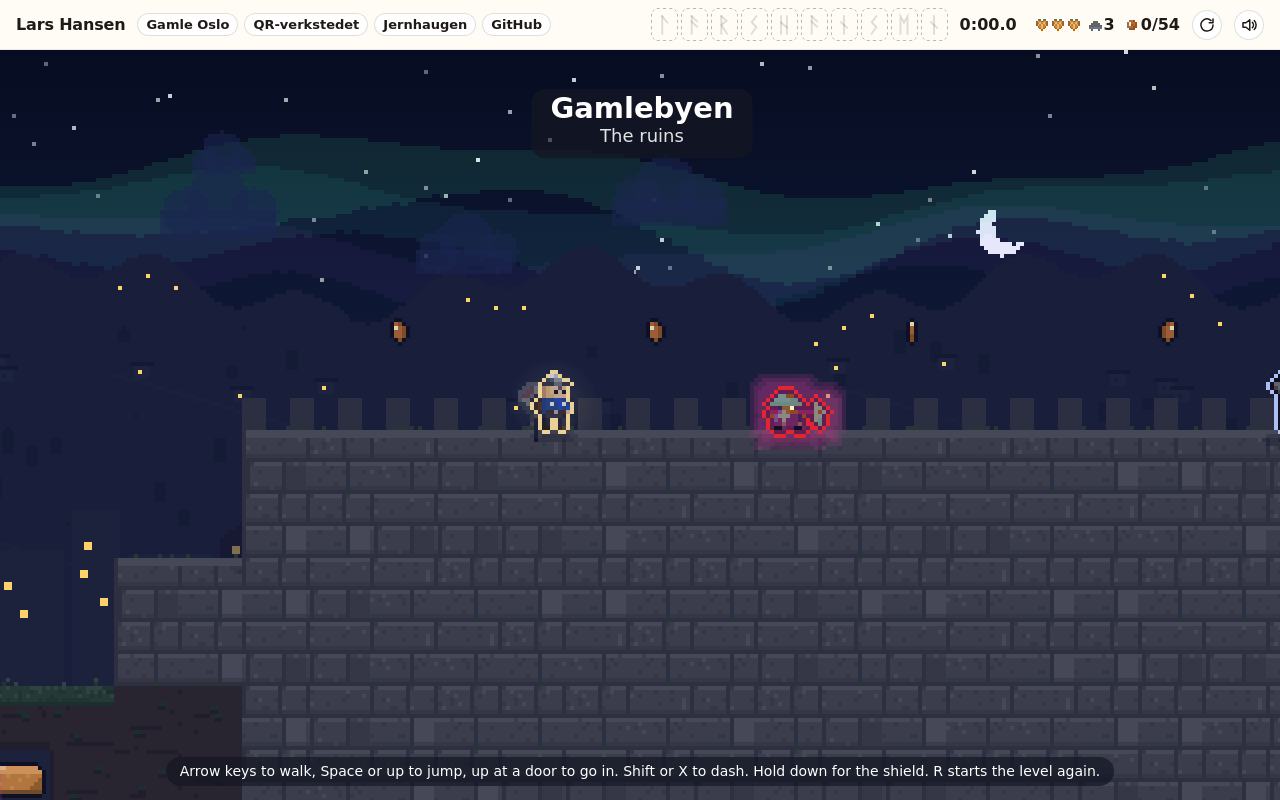 Lars Hansen
Gamle Oslo
QR-verkstedet
Jernhaugen
GitHub
ᛚ ᚨ ᚱ ᛊ ᚺ ᚨ ᚾ ᛊ ᛖ ᚾ
0:00.0
3
0/54
Gamlebyen
The ruins
Arrow keys to walk, Space or up to jump, up at a door to go in. Shift or X to dash. Hold down for the shield. R starts the level again.